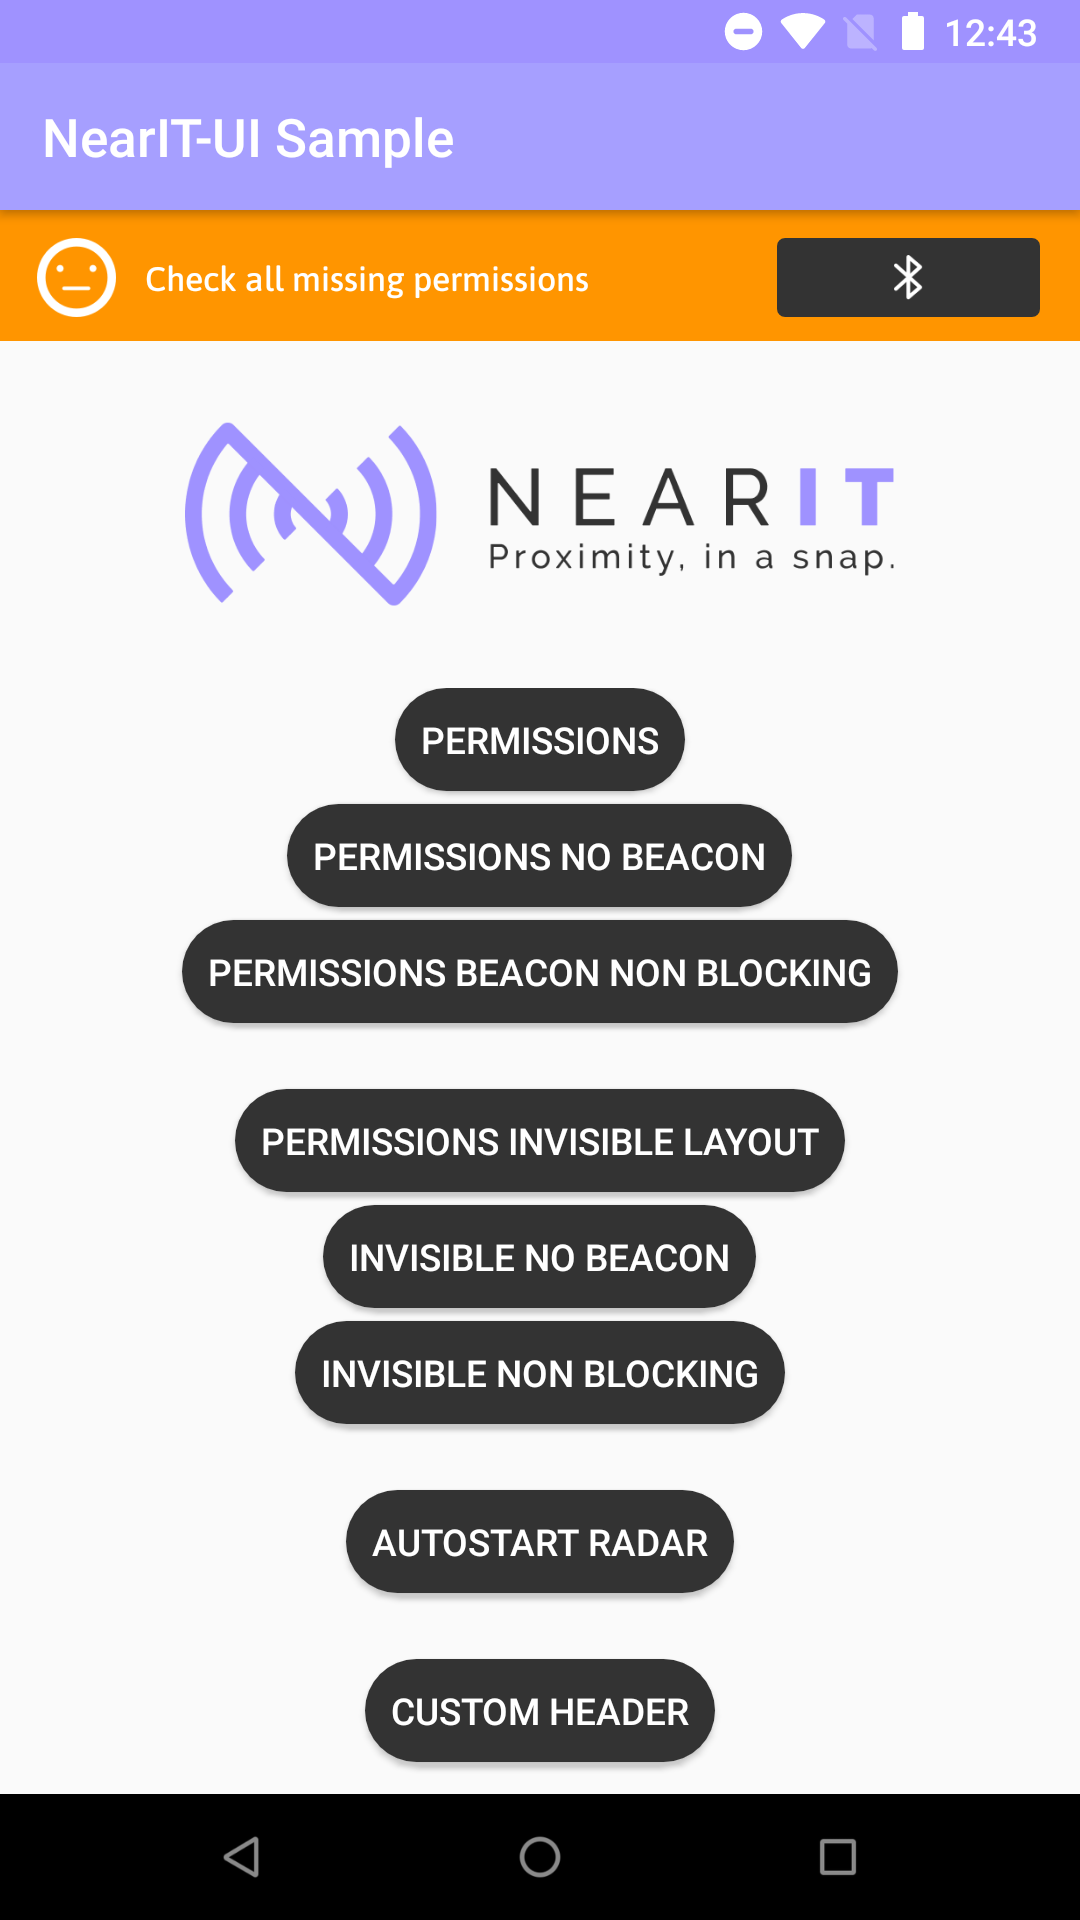 12:43
NearIT-UI Sample
Check all missing permissions
NEARIT
Proximity, in a snap.
PERMISSIONS
PERMISSIONS NO BEACON
PERMISSIONS BEACON NON BLOCKING
PERMISSIONS INVISIBLE LAYOUT
INVISIBLE NO BEACON
INVISIBLE NON BLOCKING
AUTOSTART RADAR
CUSTOM HEADER